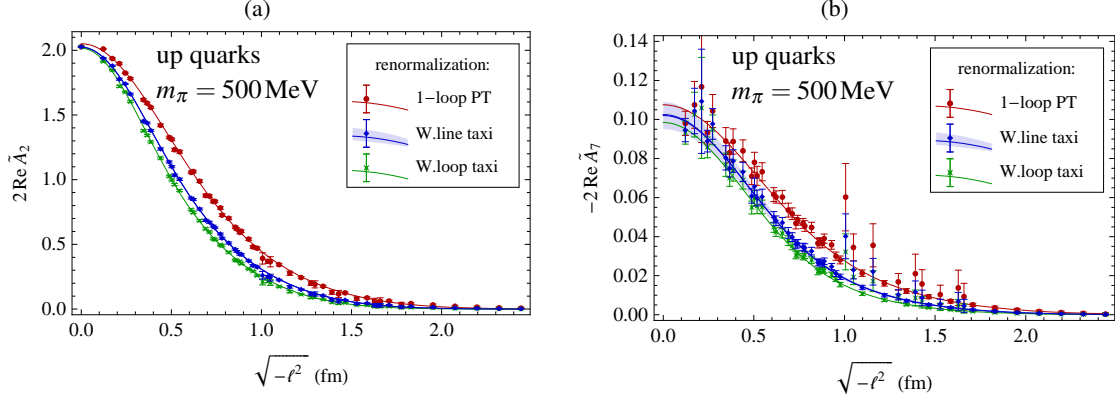 (a)
2 Re Ã₂
2.0
1.5
1.0
0.5
0.0
up quarks
mπ = 500 MeV
renormalization:
1-loop PT
W.line taxi
W.loop taxi
0.0 0.5 1.0 1.5 2.0
√−ℓ² (fm)
(b)
−2 Re Ã₇
0.14
0.12
0.10
0.08
0.06
0.04
0.02
0.00
up quarks
mπ = 500 MeV
renormalization:
1-loop PT
W.line taxi
W.loop taxi
0.0 0.5 1.0 1.5 2.0
√−ℓ² (fm)